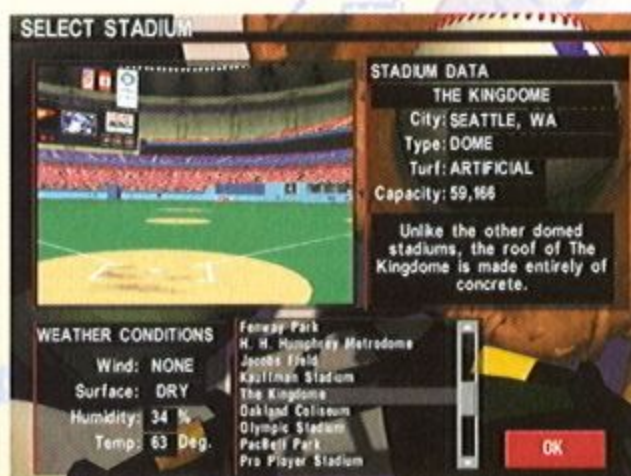 SELECT STADIUM
STADIUM DATA
THE KINGDOME
City: SEATTLE, WA
Type: DOME
Turf: ARTIFICIAL
Capacity: 59,166
Unlike the other domed
stadiums, the roof of The
Kingdome is made entirely of
concrete.
WEATHER CONDITIONS
Wind: NONE
Surface: DRY
Humidity: 34 %
Temp: 63 Deg.
Fenway Park
H. H. Humphrey Metrodome
Jacobs Field
Kauffman Stadium
The Kingdome
Oakland Coliseum
Olympic Stadium
PacBell Park
Pro Player Stadium
OK